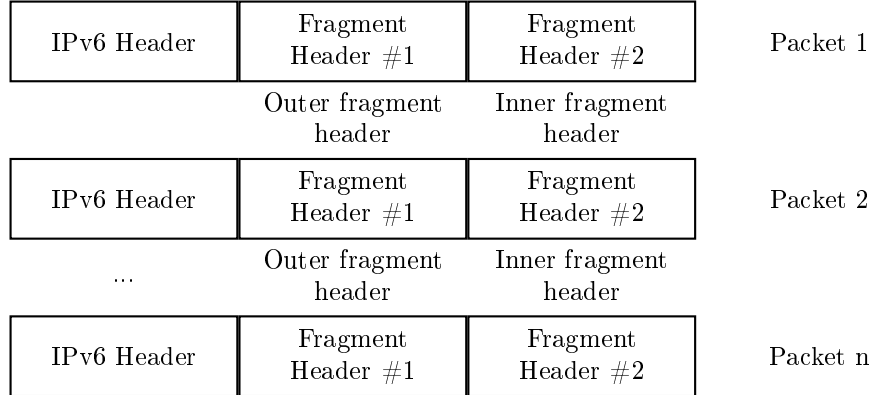 IPv6 Header
Fragment
Header #1
Fragment
Header #2
Packet 1
Outer fragment
header
Inner fragment
header
IPv6 Header
Fragment
Header #1
Fragment
Header #2
Packet 2
...
Outer fragment
header
Inner fragment
header
IPv6 Header
Fragment
Header #1
Fragment
Header #2
Packet n